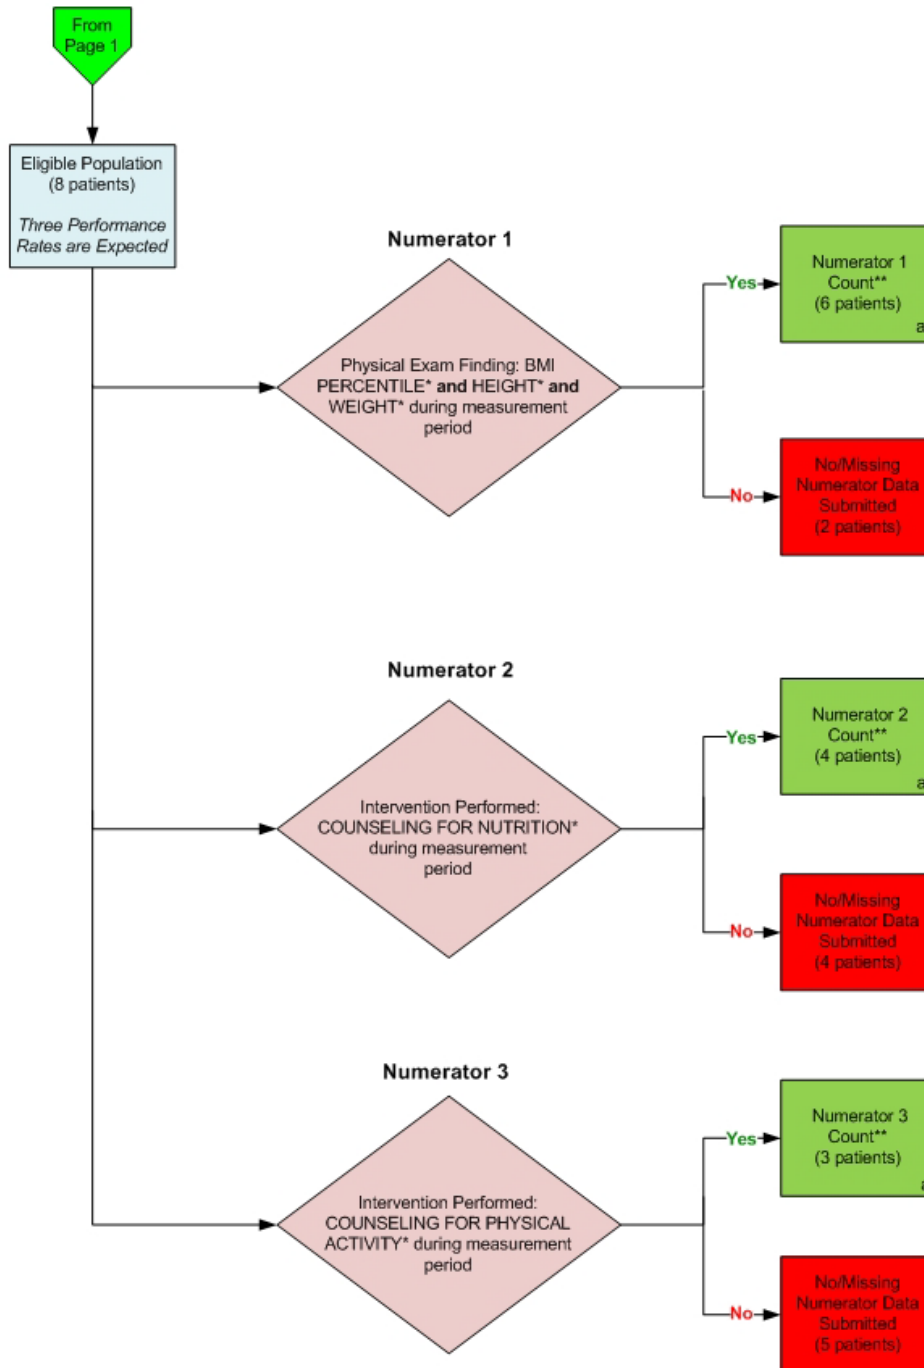 From
Page 1
Eligible Population
(8 patients)
Three Performance
Rates are Expected
Numerator 1
Physical Exam Finding: BMI
PERCENTILE* and HEIGHT* and
WEIGHT* during measurement
period
Yes
Numerator 1
Count**
(6 patients)
a
No
No/Missing
Numerator Data
Submitted
(2 patients)
Numerator 2
Intervention Performed:
COUNSELING FOR NUTRITION*
during measurement
period
Yes
Numerator 2
Count**
(4 patients)
a
No
No/Missing
Numerator Data
Submitted
(4 patients)
Numerator 3
Intervention Performed:
COUNSELING FOR PHYSICAL
ACTIVITY* during measurement
period
Yes
Numerator 3
Count**
(3 patients)
a
No
No/Missing
Numerator Data
Submitted
(5 patients)